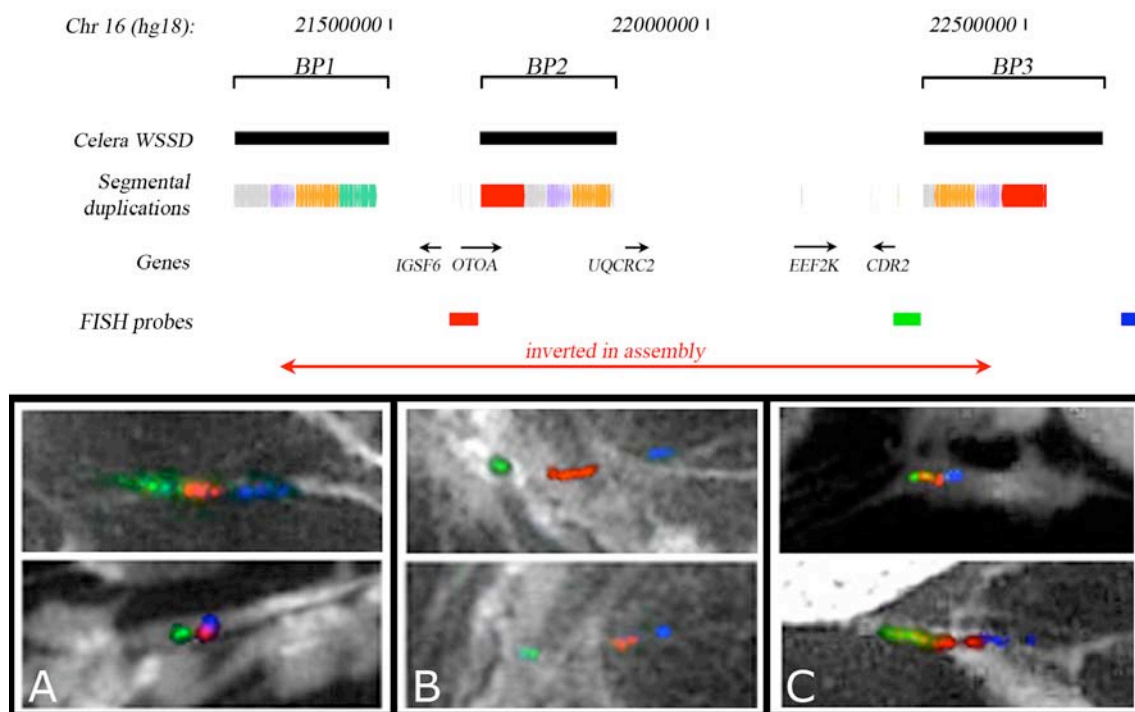 Chr 16 (hg18): 21500000 22000000 22500000
BP1 BP2 BP3
Celera WSSD
Segmental
duplications
Genes
IGSF6 OTOA UQCRC2 EEF2K CDR2
FISH probes
inverted in assembly
A B C